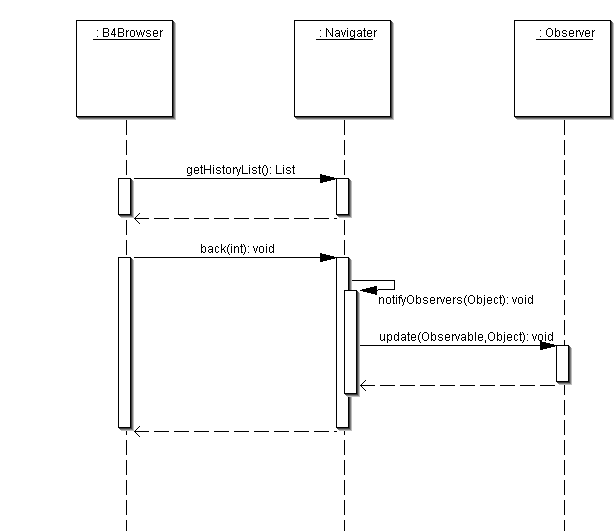 : B4Browser
: Navigater
: Observer
getHistoryList(): List
back(int): void
notifyObservers(Object): void
update(Observable,Object): void